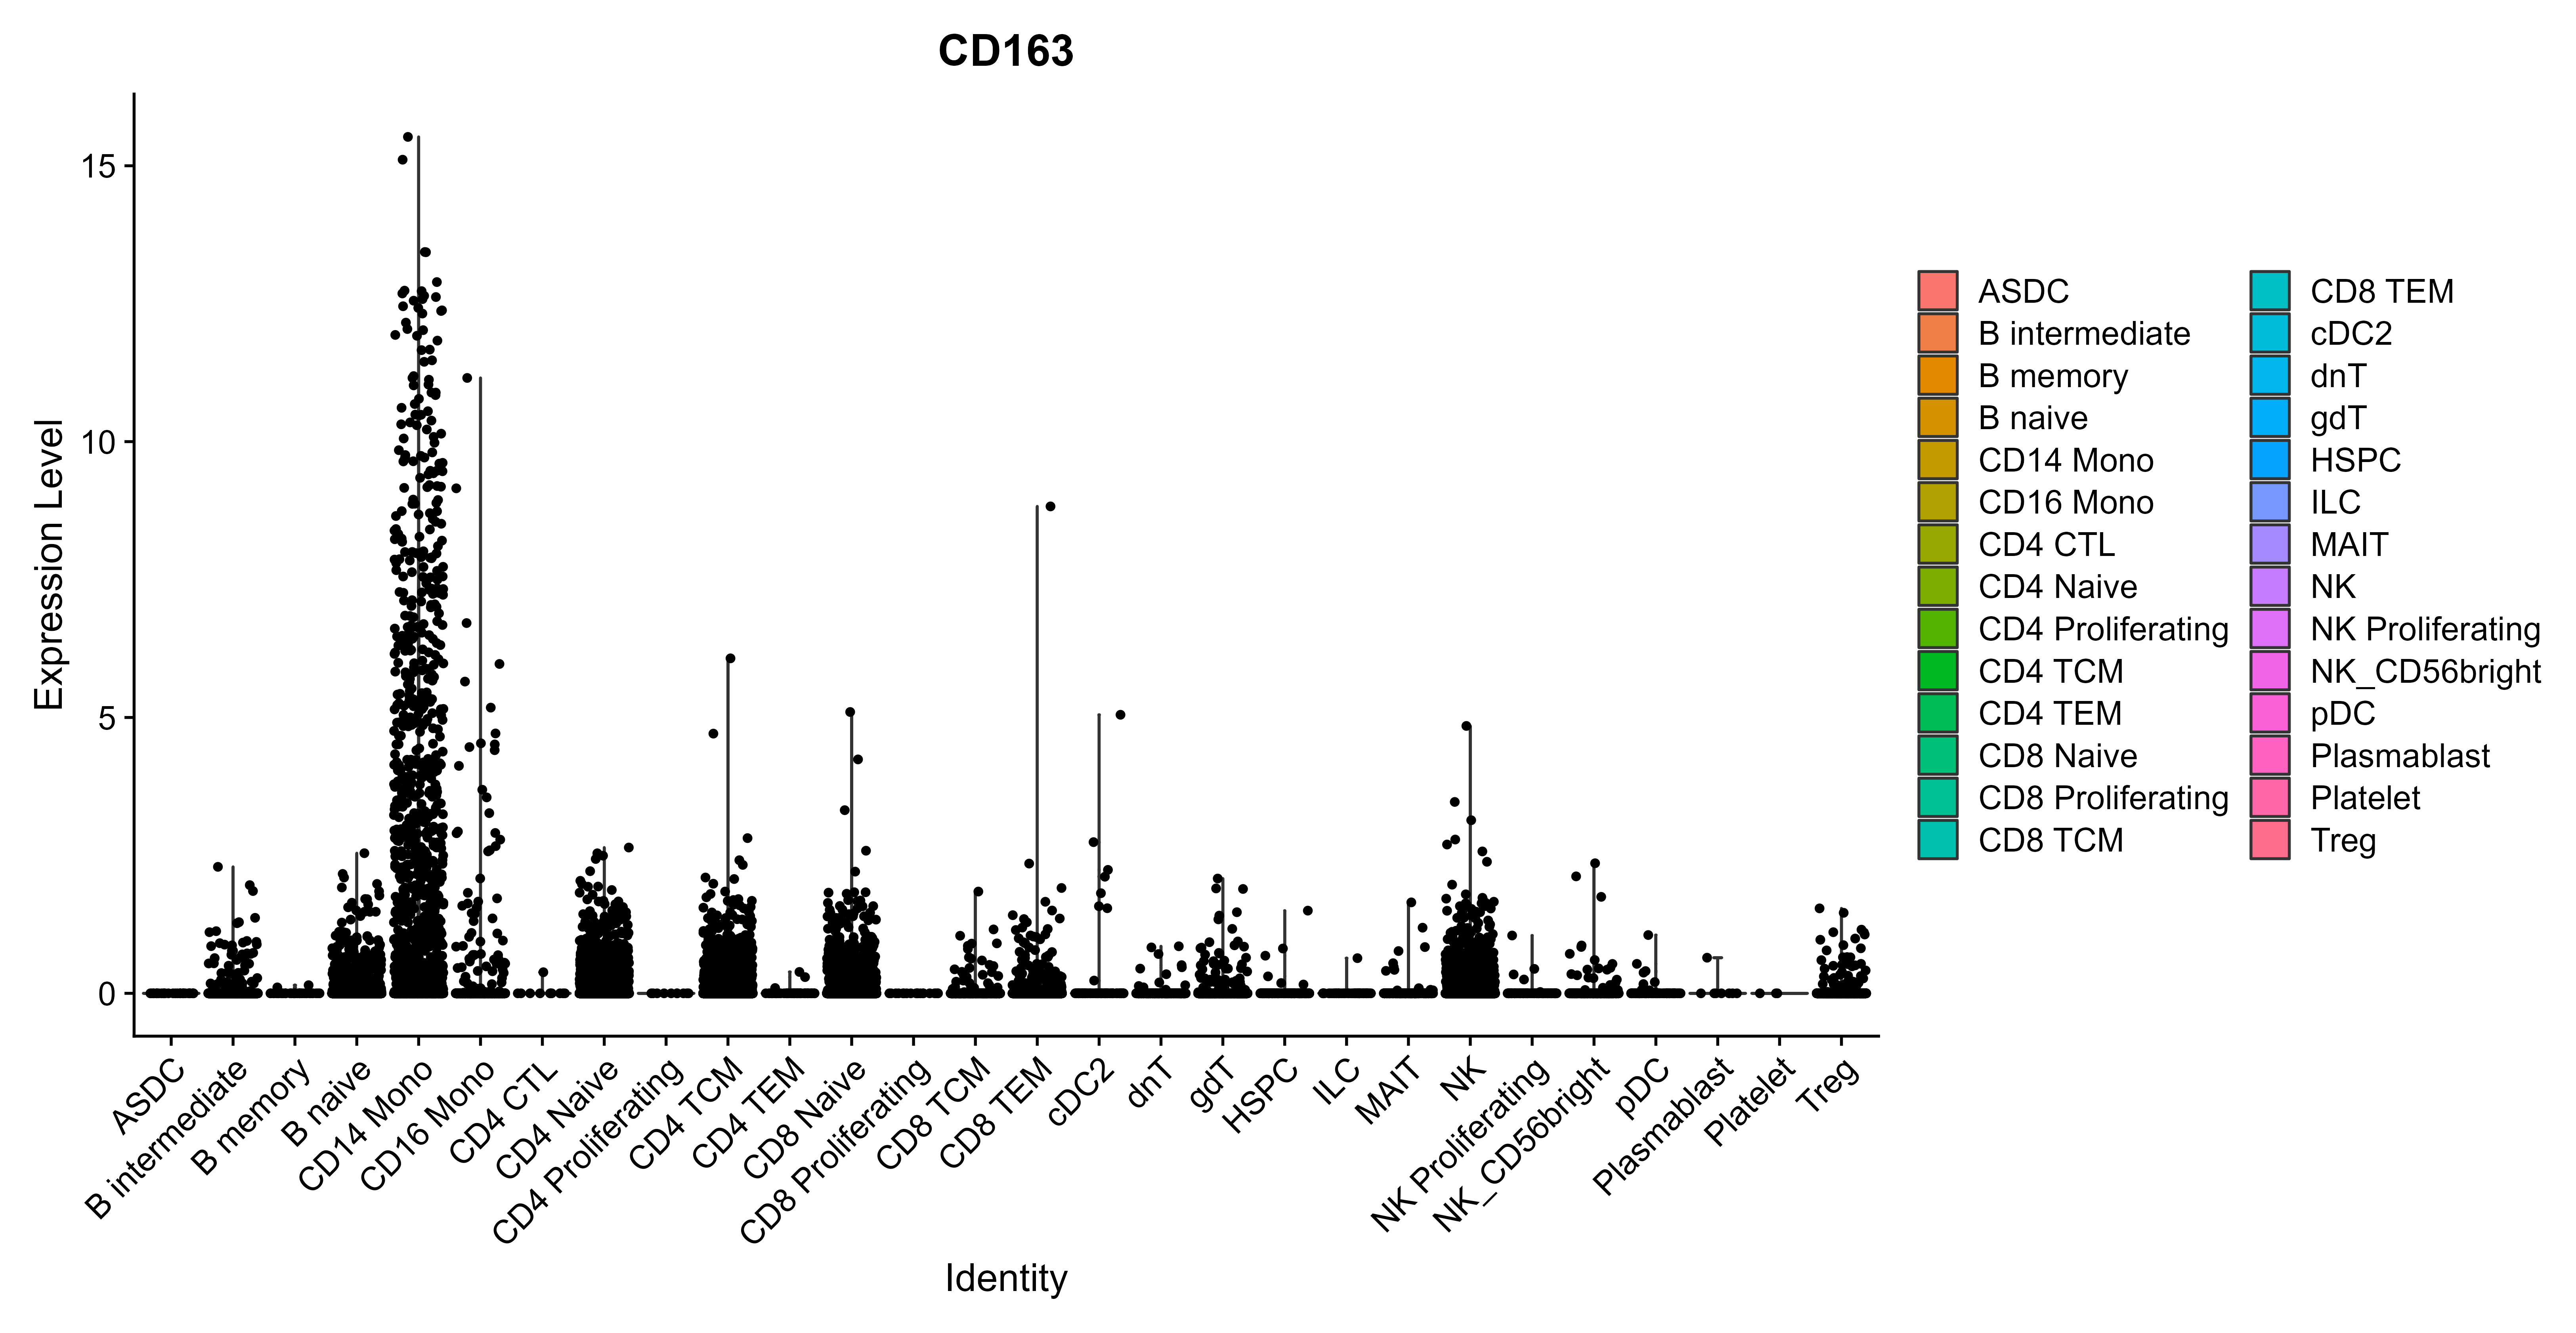 CD163
Expression Level
15
10
5
0
ASDC
B intermediate
B memory
B naive
CD14 Mono
CD16 Mono
CD4 CTL
CD4 Naive
CD4 Proliferating
CD4 TCM
CD4 TEM
CD8 Naive
CD8 Proliferating
CD8 TCM
CD8 TEM
cDC2
dnT
gdT
HSPC
ILC
MAIT
NK
NK Proliferating
NK_CD56bright
pDC
Plasmablast
Platelet
Treg
Identity
ASDC
B intermediate
B memory
B naive
CD14 Mono
CD16 Mono
CD4 CTL
CD4 Naive
CD4 Proliferating
CD4 TCM
CD4 TEM
CD8 Naive
CD8 Proliferating
CD8 TCM
CD8 TEM
cDC2
dnT
gdT
HSPC
ILC
MAIT
NK
NK Proliferating
NK_CD56bright
pDC
Plasmablast
Platelet
Treg